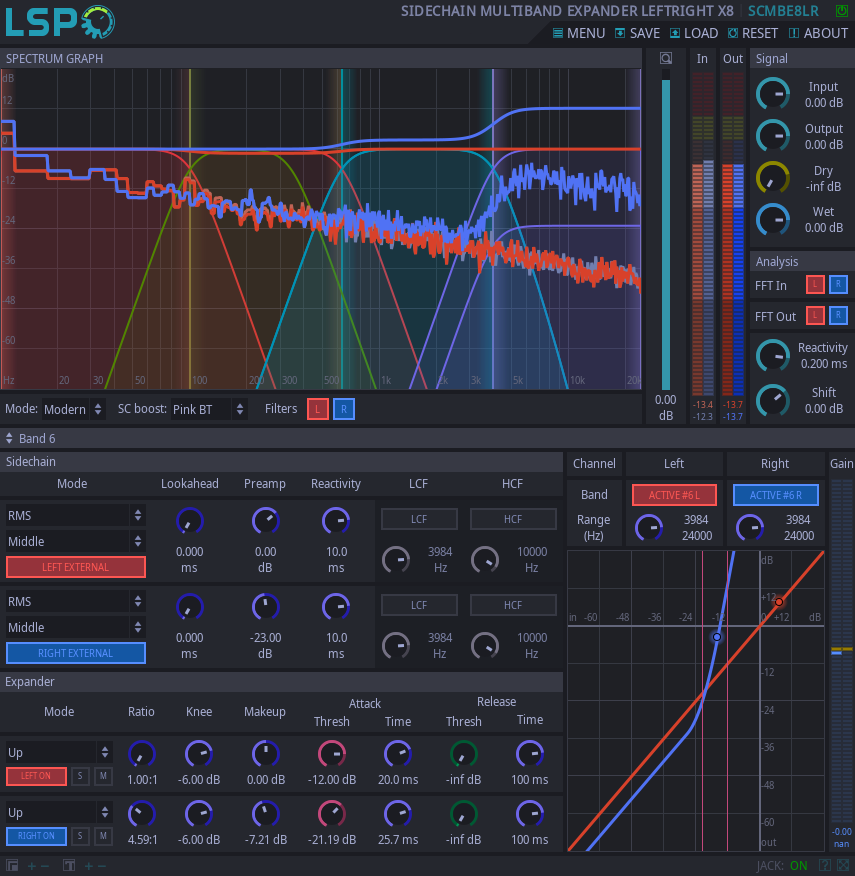 LSP
SIDECHAIN MULTIBAND EXPANDER LEFTRIGHT X8 SCMBE8LR
MENU SAVE LOAD RESET ABOUT
SPECTRUM GRAPH
dB
12
0
-12
-24
-36
-48
-60
Hz 20 30 50 100 200 300 500 1k 2k 3k 5k 10k 20k
0.00
dB
In Out
-13.4 -13.7
-12.3 -13.7
Signal
Input
0.00 dB
Output
0.00 dB
Dry
-inf dB
Wet
0.00 dB
Analysis
FFT In L R
FFT Out L R
Reactivity
0.200 ms
Shift
0.00 dB
Mode: Modern SC boost: Pink BT Filters L R
Band 6
Sidechain
Mode Lookahead Preamp Reactivity LCF HCF
RMS
Middle
LEFT EXTERNAL
0.000
ms
0.00
dB
10.0
ms
LCF
3984
Hz
HCF
10000
Hz
RMS
Middle
RIGHT EXTERNAL
0.000
ms
-23.00
dB
10.0
ms
LCF
3984
Hz
HCF
10000
Hz
Expander
Mode Ratio Knee Makeup Attack Release
Thresh Time Thresh Time
Up
LEFT ON S M
1.00:1 -6.00 dB 0.00 dB -12.00 dB 20.0 ms -inf dB 100 ms
Up
RIGHT ON S M
4.59:1 -6.00 dB -7.21 dB -21.19 dB 25.7 ms -inf dB 100 ms
Channel Left Right
Band ACTIVE #6 L ACTIVE #6 R
Range
(Hz)
3984
24000
3984
24000
dB
+12
in -60 -48 -36 -24 -12 0 +12 dB
-12
-24
-36
-48
-60
out
Gain
-0.00
nan
JACK: ON